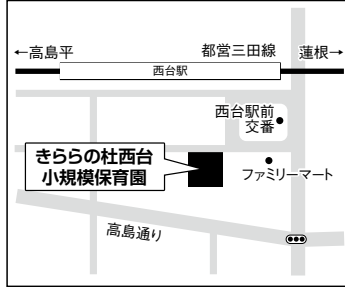 ←高島平
都営三田線
蓮根→
西台駅
西台駅前
交番
きららの杜西台
小規模保育園
ファミリーマート
高島通り